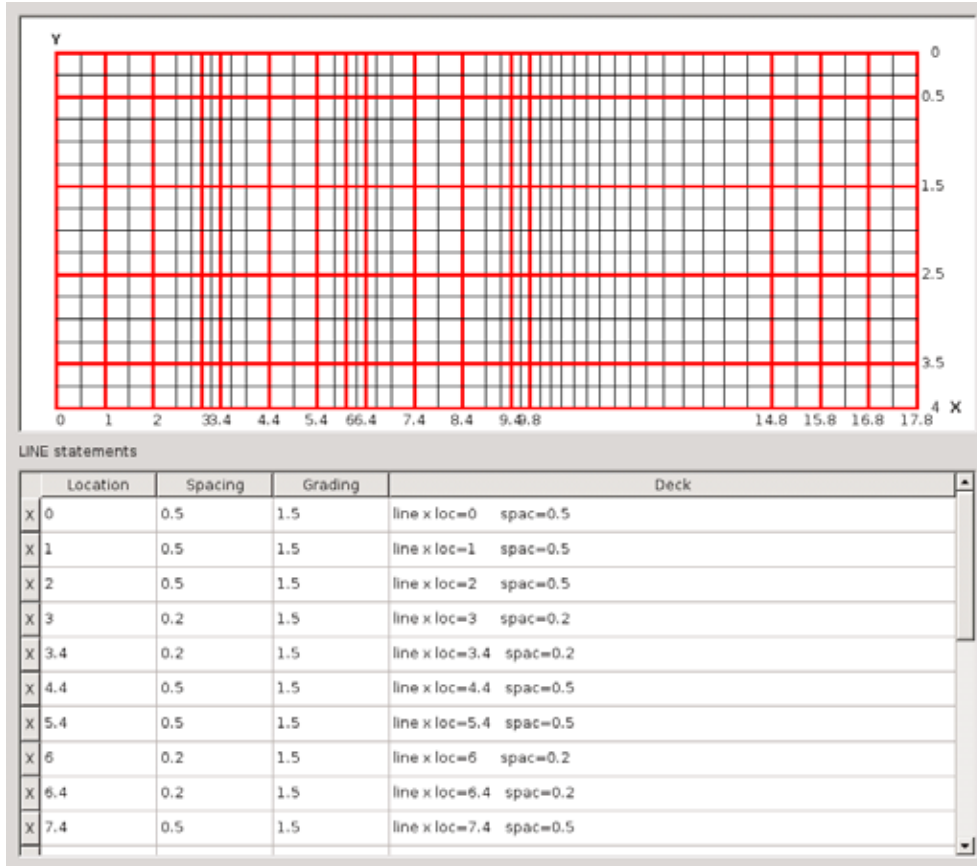 Y
0
0.5
1.5
2.5
3.5
4 X
0 1 2 33.4 4.4 5.4 66.4 7.4 8.4 9.49.8 14.8 15.8 16.8 17.8
LINE statements
Location Spacing Grading Deck
X 0 0.5 1.5 line x loc=0 spac=0.5
X 1 0.5 1.5 line x loc=1 spac=0.5
X 2 0.5 1.5 line x loc=2 spac=0.5
X 3 0.2 1.5 line x loc=3 spac=0.2
X 3.4 0.2 1.5 line x loc=3.4 spac=0.2
X 4.4 0.5 1.5 line x loc=4.4 spac=0.5
X 5.4 0.5 1.5 line x loc=5.4 spac=0.5
X 6 0.2 1.5 line x loc=6 spac=0.2
X 6.4 0.2 1.5 line x loc=6.4 spac=0.2
X 7.4 0.5 1.5 line x loc=7.4 spac=0.5